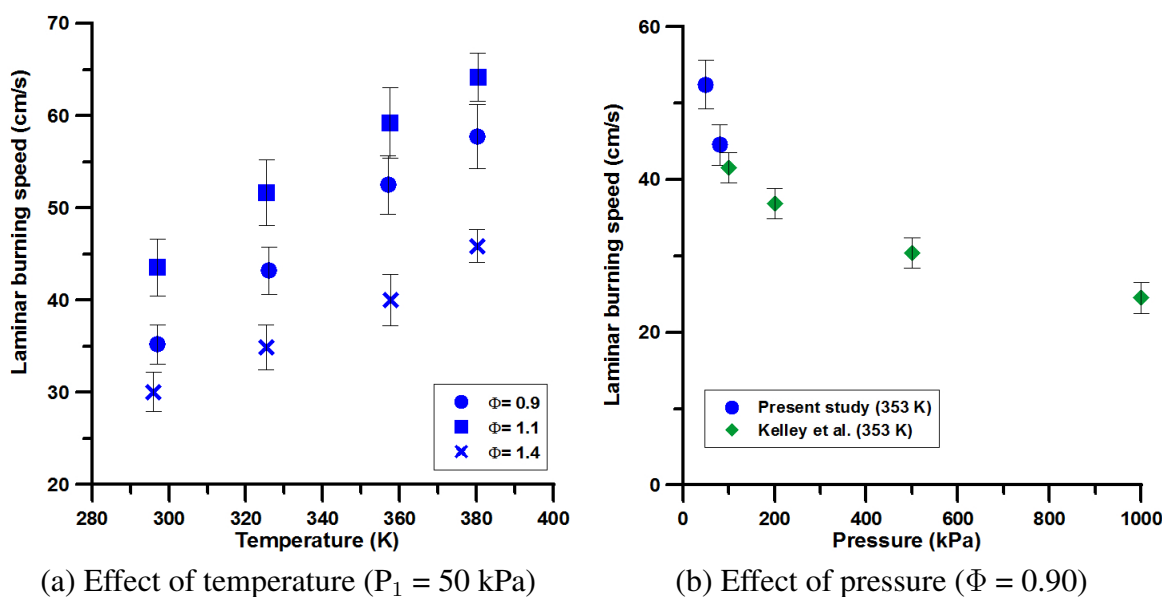 70
60
50
40
30
20
Laminar burning speed (cm/s)
280 300 320 340 360 380 400
Temperature (K)
Φ= 0.9
Φ= 1.1
Φ= 1.4
(a) Effect of temperature (P₁ = 50 kPa)
60
40
20
0
Laminar burning speed (cm/s)
0 200 400 600 800 1000
Pressure (kPa)
Present study (353 K)
Kelley et al. (353 K)
(b) Effect of pressure (Φ = 0.90)